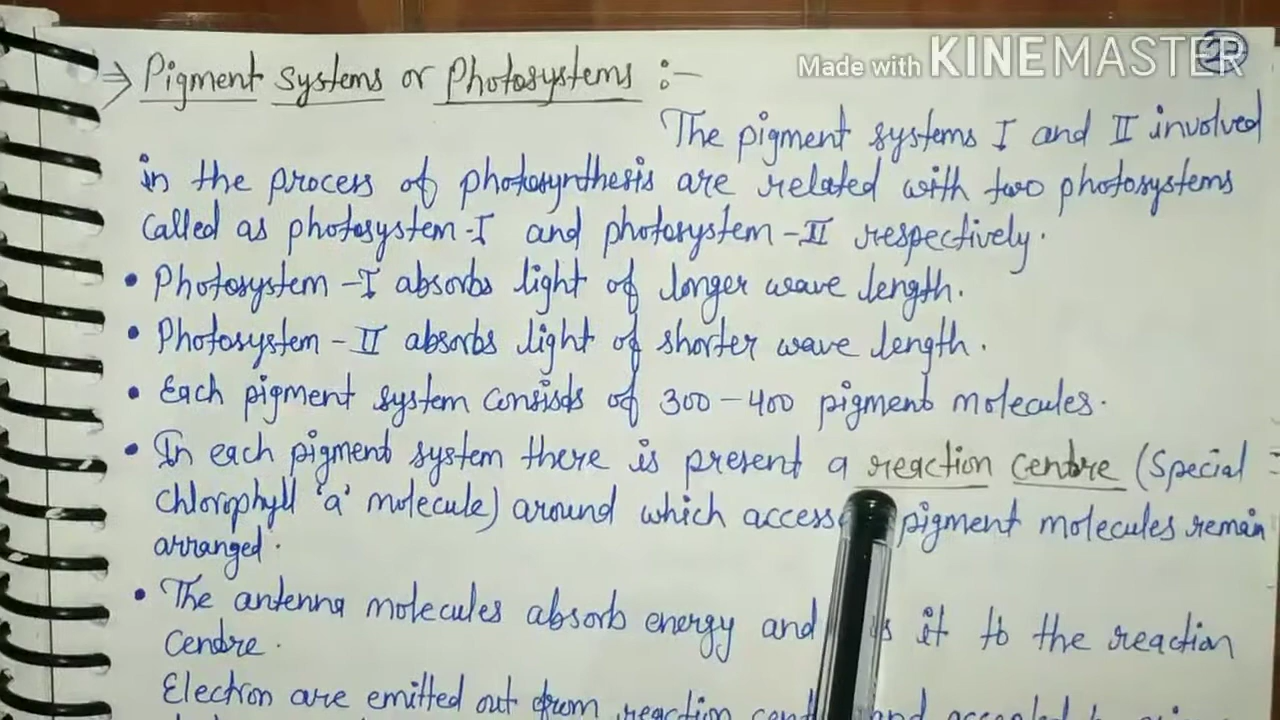 Made with KINEMASTER
⇒ Pigment systems or Photosystems :-
The pigment systems I and II involved
in the process of photosynthesis are related with two photosystems
called as photosystem-I and photosystem-II respectively.
• Photosystem-I absorbs light of longer wave length.
• Photosystem-II absorbs light of shorter wave length.
• Each pigment system consists of 300-400 pigment molecules.
• In each pigment system there is present a reaction centre (Special
chlorophyll 'a' molecule) around which pigment molecules remain
arranged.
• The antenna molecules absorb energy and it to the reaction
centre.
Electron are emitted out from reaction and accepted